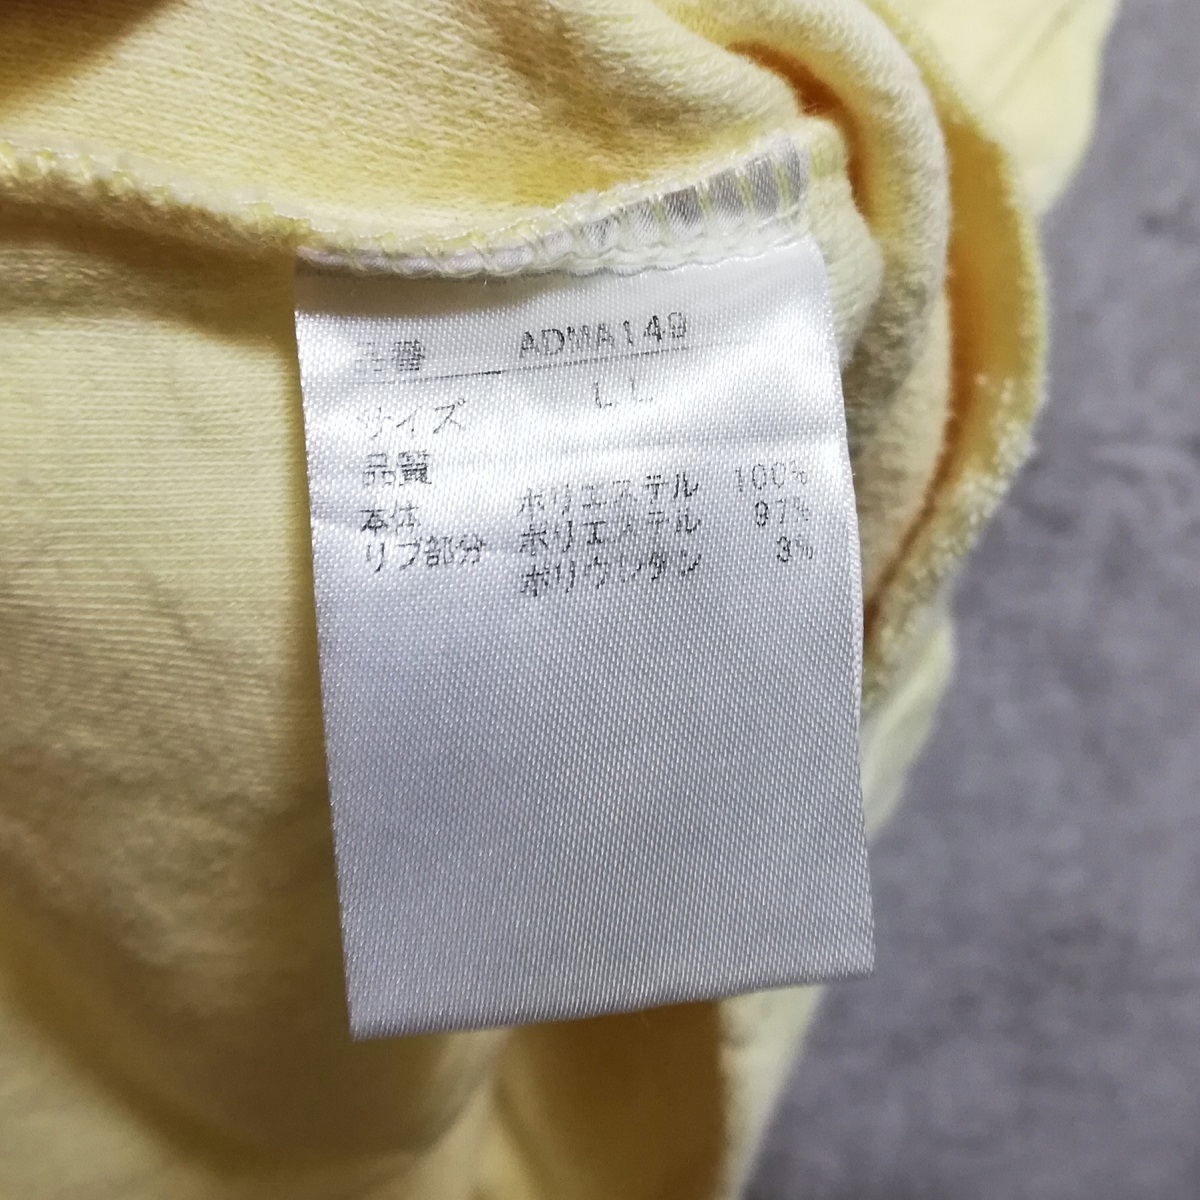 品番 ADMA149
サイズ LL
品質
本体 ポリエステル 100%
リブ部分 ポリエステル 97%
ポリウレタン 3%